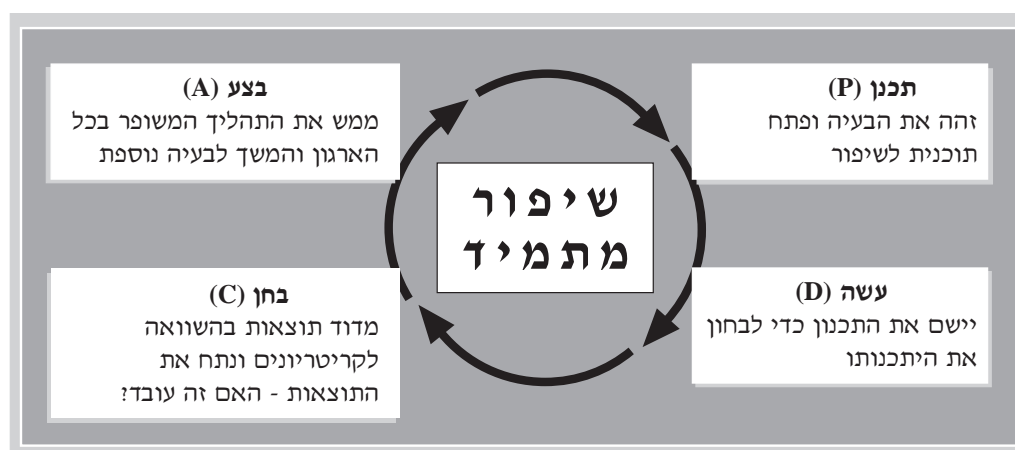 תכנן (P)
זהה את הבעיה ופתח
תוכנית לשיפור
עשה (D)
יישם את התכנון כדי לבחון
את היתכנותו
בחן (C)
מדוד תוצאות בהשוואה
לקריטריונים ונתח את
התוצאות - האם זה עובד?
בצע (A)
ממש את התהליך המשופר בכל
הארגון והמשך לבעיה נוספת
שיפור
מתמיד